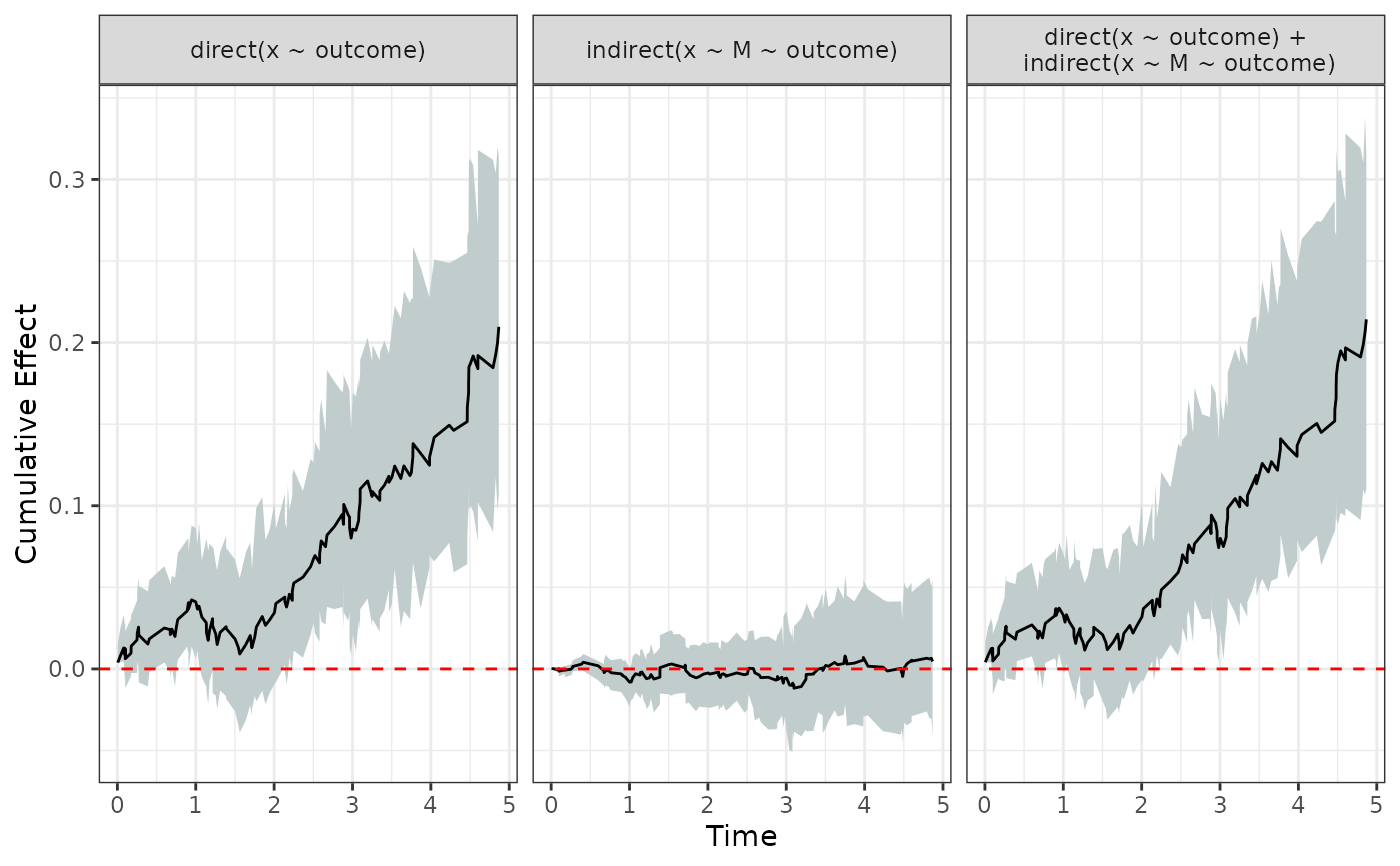 direct(x ~ outcome)
indirect(x ~ M ~ outcome)
direct(x ~ outcome) +
indirect(x ~ M ~ outcome)
Cumulative Effect
0.3
0.2
0.1
0.0
0 1 2 3 4 5
0 1 2 3 4 5
0 1 2 3 4 5
Time